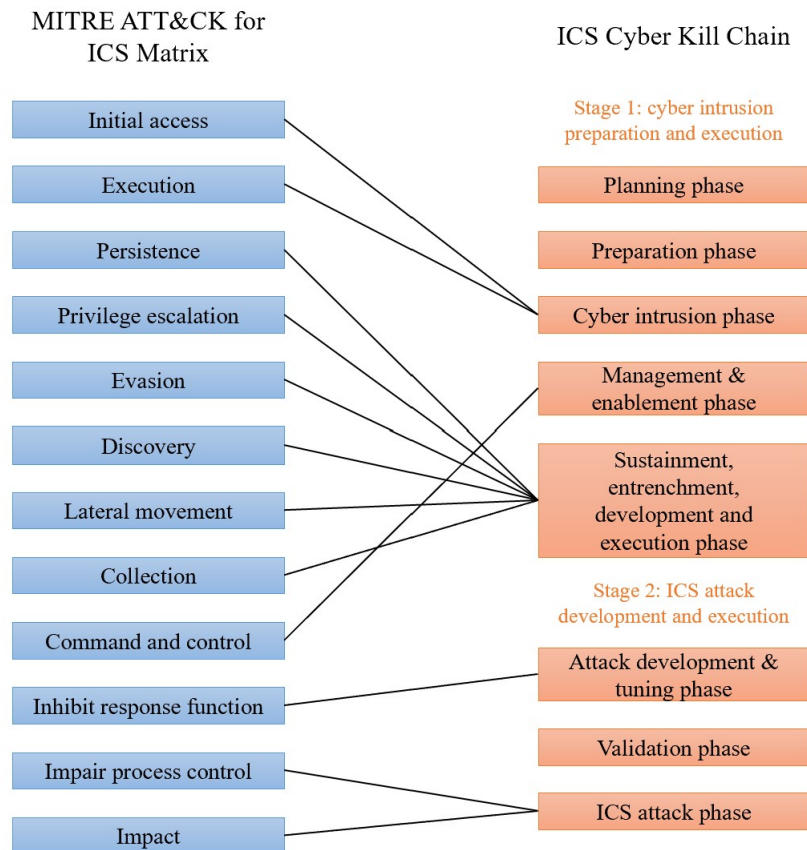 MITRE ATT&CK for
ICS Matrix
Initial access
Execution
Persistence
Privilege escalation
Evasion
Discovery
Lateral movement
Collection
Command and control
Inhibit response function
Impair process control
Impact
ICS Cyber Kill Chain
Stage 1: cyber intrusion
preparation and execution
Planning phase
Preparation phase
Cyber intrusion phase
Management &
enablement phase
Sustainment,
entrenchment,
development and
execution phase
Stage 2: ICS attack
development and execution
Attack development &
tuning phase
Validation phase
ICS attack phase